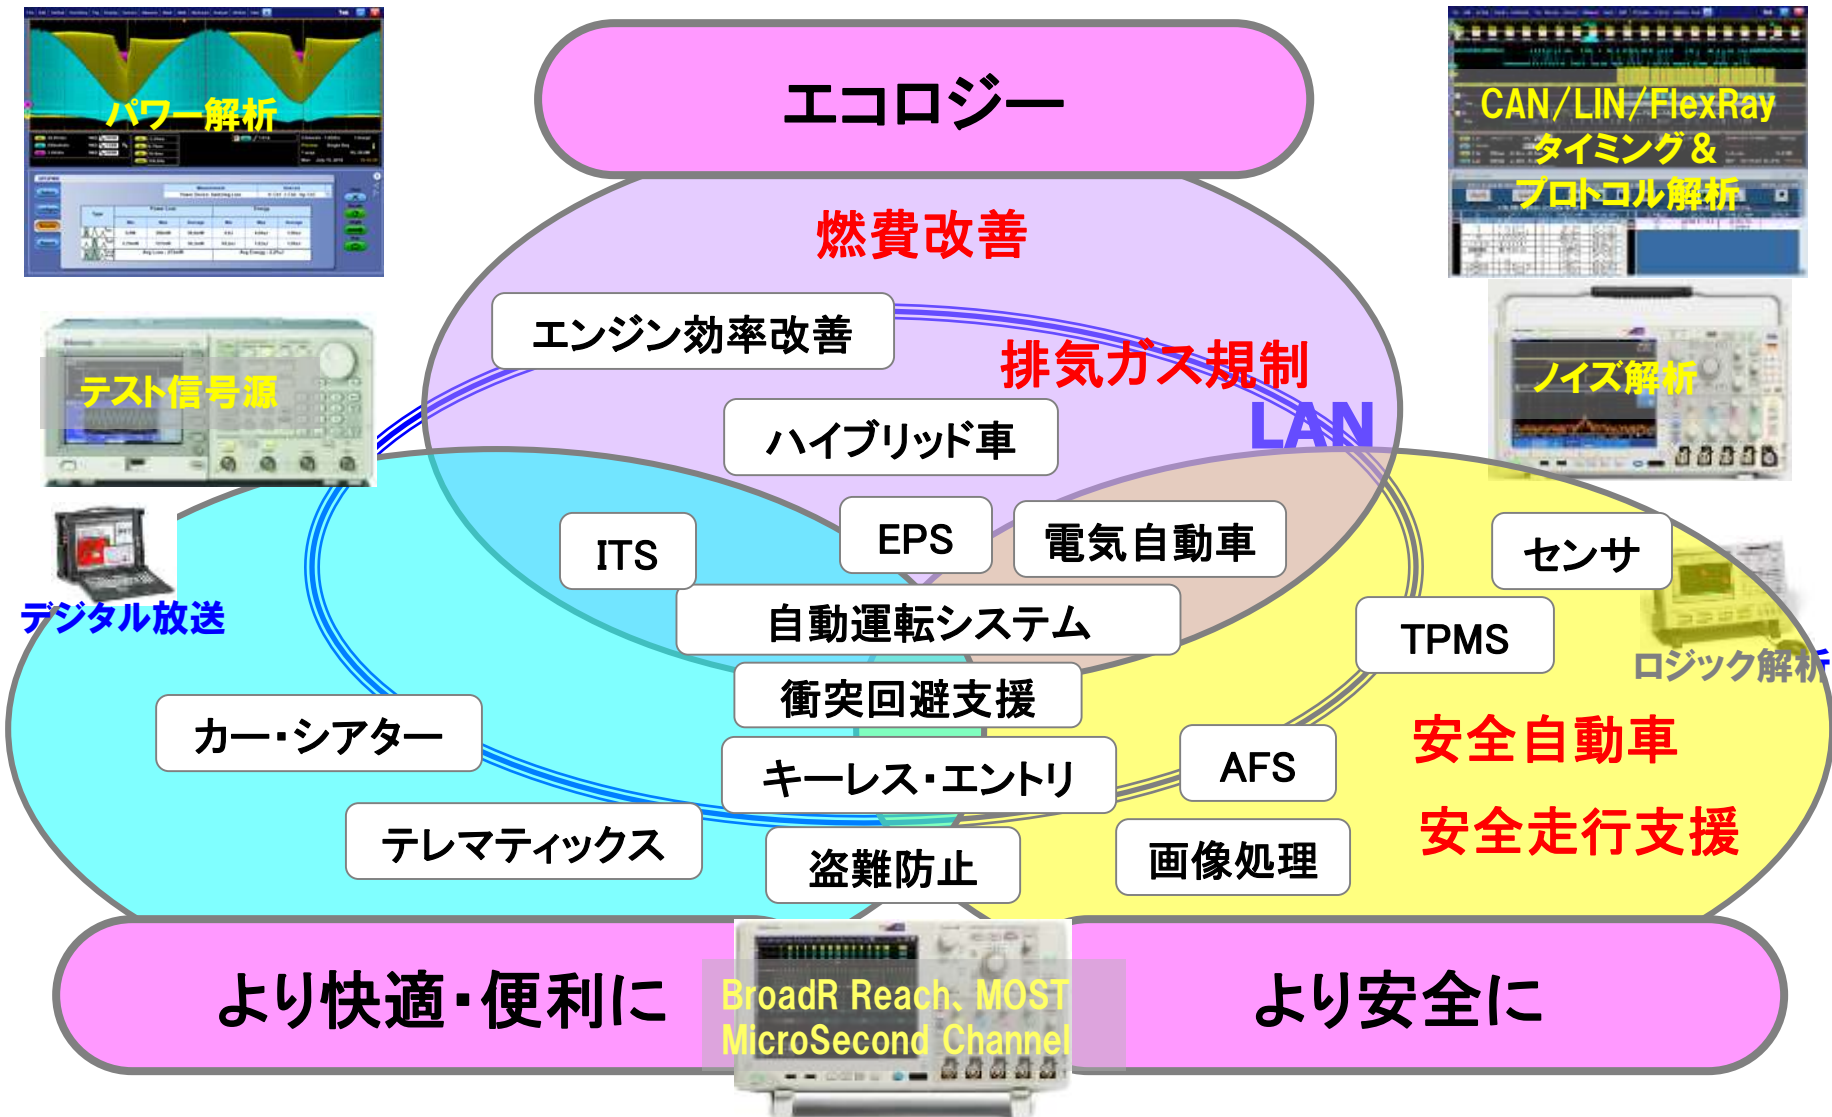 パワー解析
エコロジー
CAN/LIN/FlexRay
タイミング＆
プロトコル解析
燃費改善
エンジン効率改善
排気ガス規制
テスト信号源
ノイズ解析
LAN
ハイブリッド車
ITS
EPS
電気自動車
センサ
デジタル放送
自動運転システム
TPMS
ロジック解析
衝突回避支援
カー・シアター
安全自動車
キーレス・エントリ
AFS
安全走行支援
テレマティックス
盗難防止
画像処理
より快適・便利に
BroadR Reach、MOST
MicroSecond Channel
より安全に